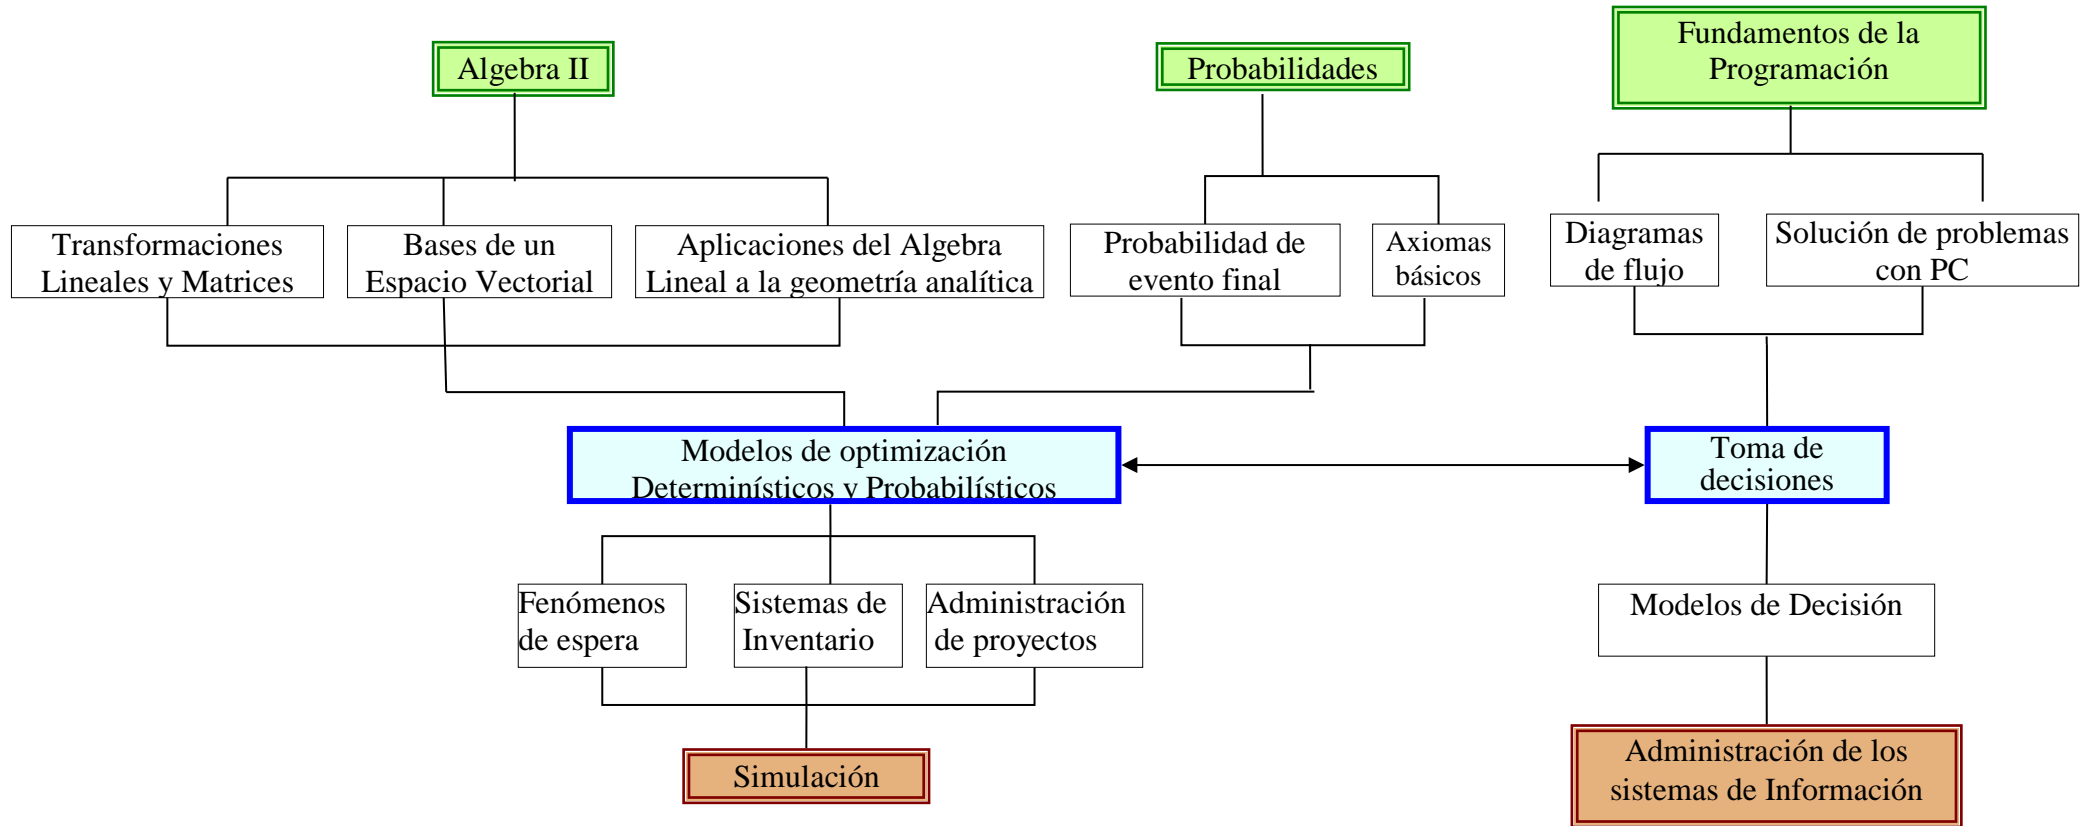 Algebra II
Probabilidades
Fundamentos de la
Programación
Transformaciones
Lineales y Matrices
Bases de un
Espacio Vectorial
Aplicaciones del Algebra
Lineal a la geometría analítica
Probabilidad de
evento final
Axiomas
básicos
Diagramas
de flujo
Solución de problemas
con PC
Modelos de optimización
Determinísticos y Probabilísticos
Toma de
decisiones
Fenómenos
de espera
Sistemas de
Inventario
Administración
de proyectos
Modelos de Decisión
Simulación
Administración de los
sistemas de Información